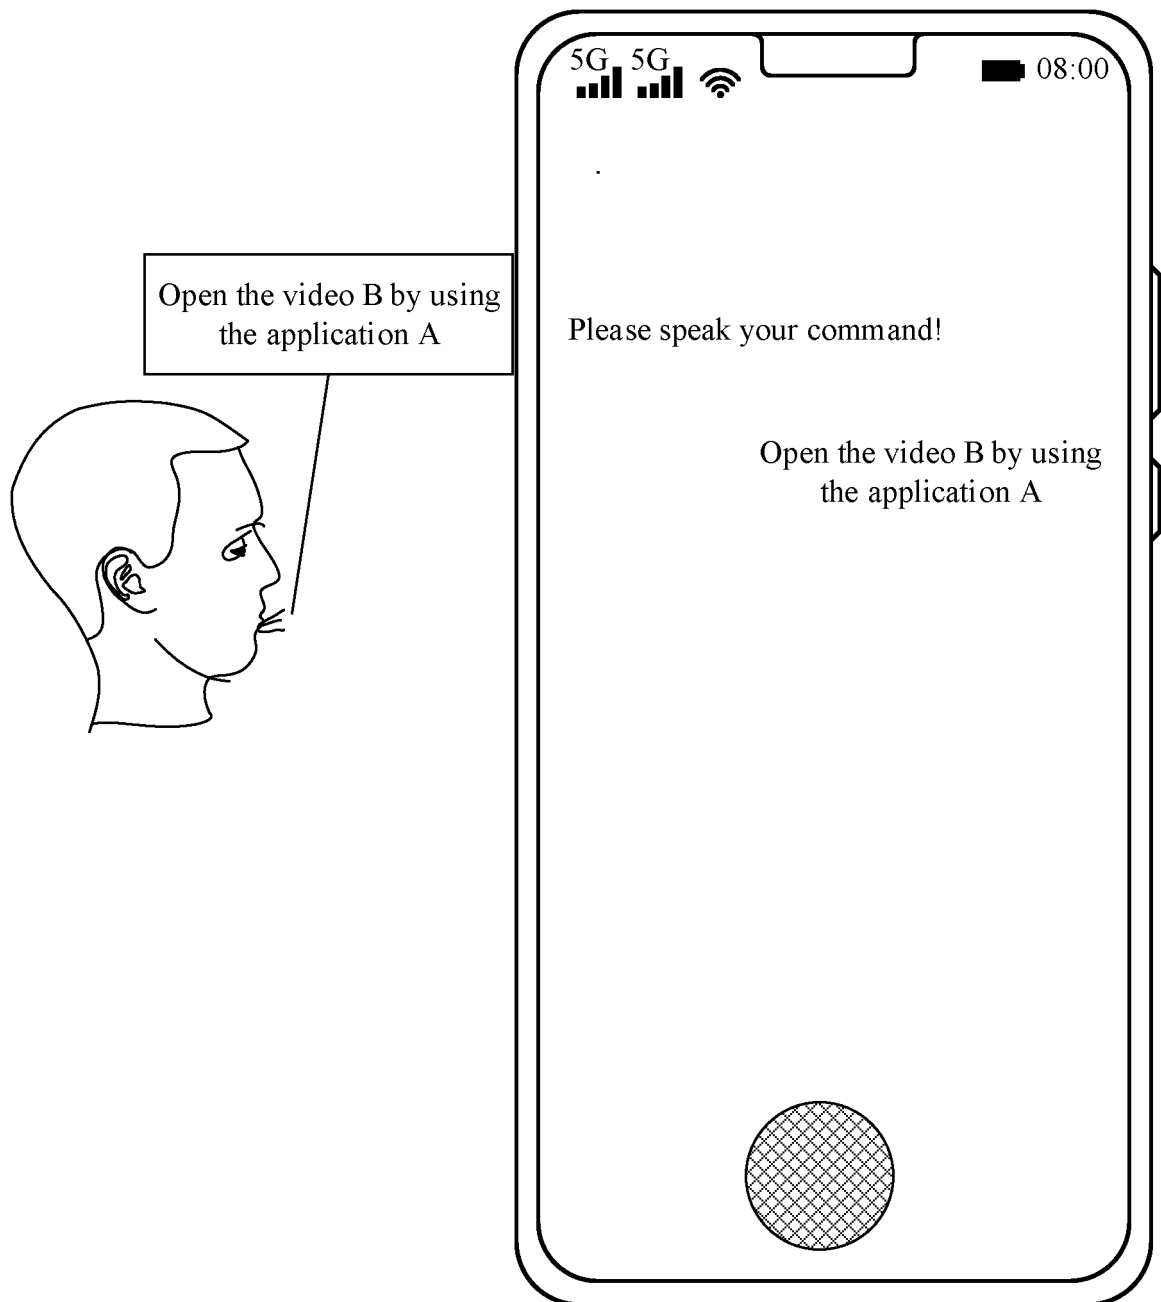 5G 5G 08:00
Open the video B by using
the application A
Please speak your command!
Open the video B by using
the application A